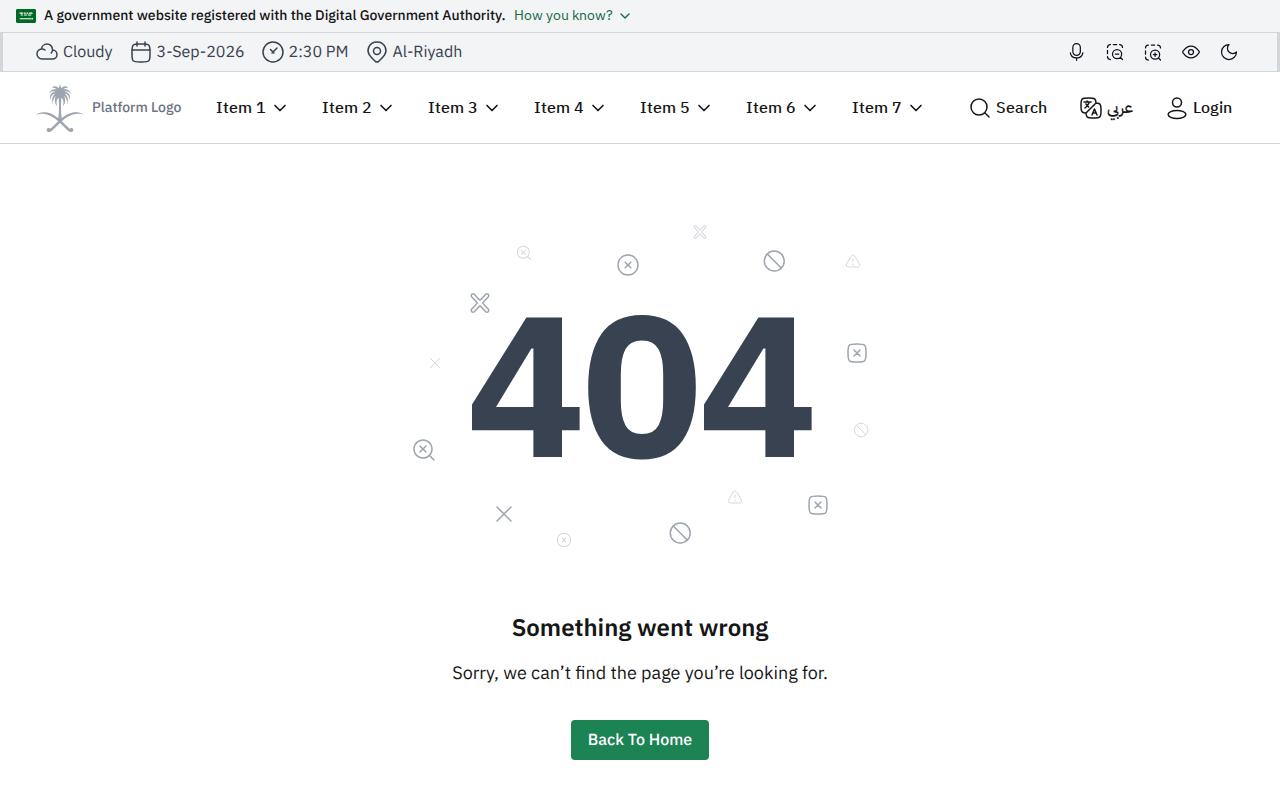 A government website registered with the Digital Government Authority. How you know?
Cloudy 3-Sep-2026 2:30 PM Al-Riyadh
Platform Logo Item 1 Item 2 Item 3 Item 4 Item 5 Item 6 Item 7 Search عربي Login
404
Something went wrong
Sorry, we can’t find the page you’re looking for.
Back To Home